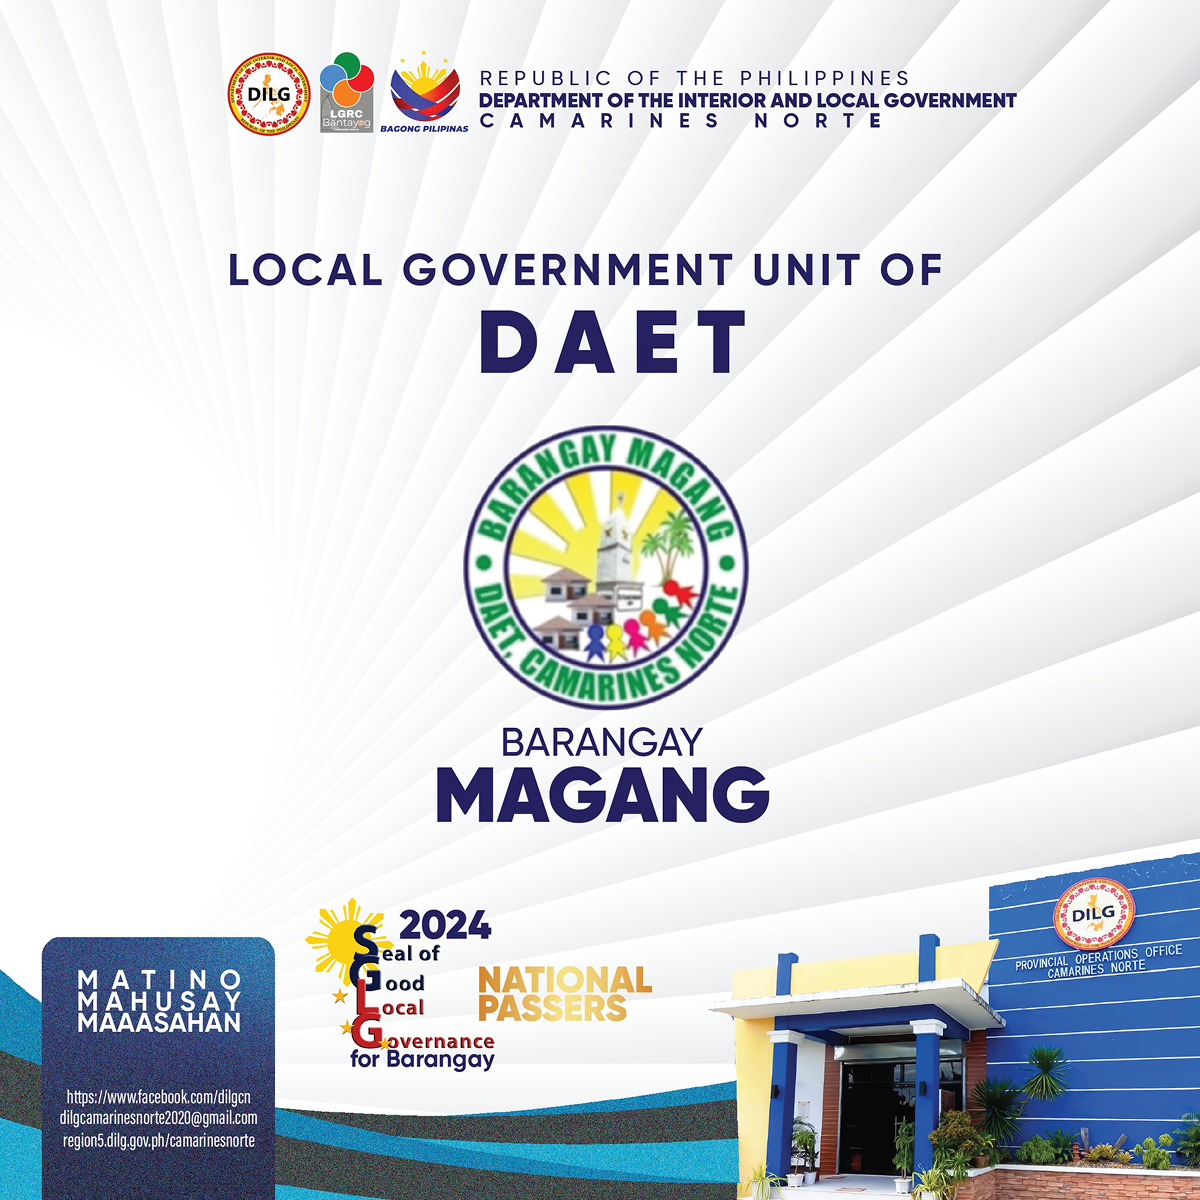 DILG
LGRC
Bantayog
BAGONG PILIPINAS
REPUBLIC OF THE PHILIPPINES
DEPARTMENT OF THE INTERIOR AND LOCAL GOVERNMENT
CAMARINES NORTE
LOCAL GOVERNMENT UNIT OF
DAET
BARANGAY MAGANG
DAET, CAMARINES NORTE
BARANGAY
MAGANG
2024
Seal of
Good
Local
Governance
for Barangay
NATIONAL
PASSERS
MATINO
MAHUSAY
MAAASAHAN
https://www.facebook.com/dilgcn
dilgcamarinesnorte2020@gmail.com
region5.dilg.gov.ph/camarinesnorte
DILG
PROVINCIAL OPERATIONS OFFICE
CAMARINES NORTE